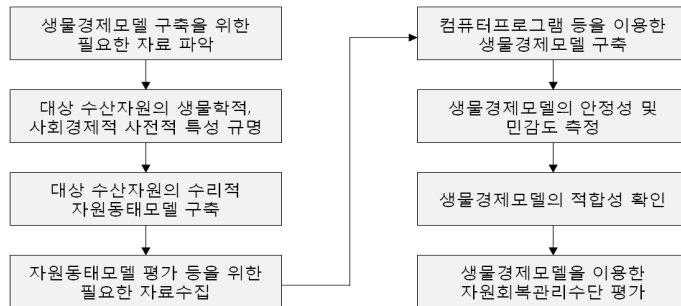 생물경제모델 구축을 위한
필요한 자료 파악
대상 수산자원의 생물학적,
사회경제적 사전적 특성 규명
대상 수산자원의 수리적
자원동태모델 구축
자원동태모델 평가 등을 위한
필요한 자료수집
컴퓨터프로그램 등을 이용한
생물경제모델 구축
생물경제모델의 안정성 및
민감도 측정
생물경제모델의 적합성 확인
생물경제모델을 이용한
자원회복관리수단 평가